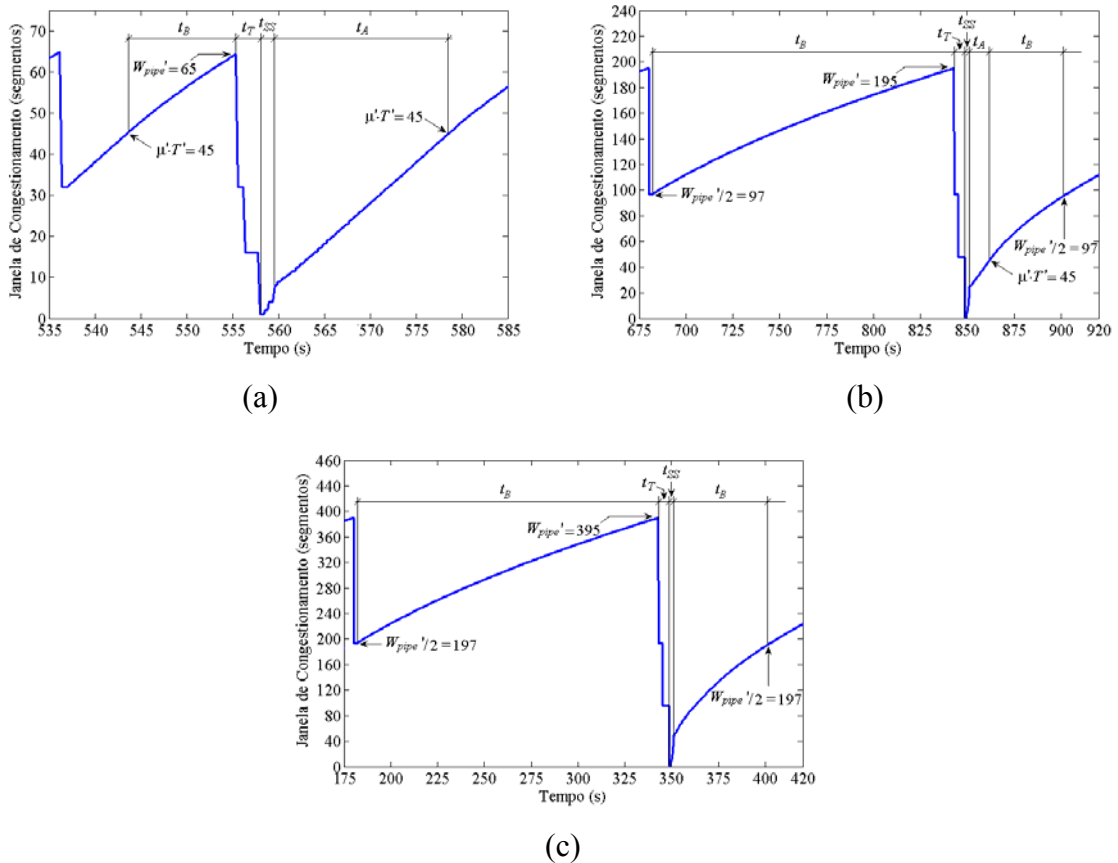 t_B t_T t_SS t_A
W_pipe' = 65
μ'·T' = 45
μ'·T' = 45
70
60
50
40
30
20
10
0
535 540 545 550 555 560 565 570 575 580 585
Janela de Congestionamento (segmentos)
Tempo (s)
(a)
t_SS
t_T t_A
t_B t_B
W_pipe' = 195
W_pipe'/2 = 97
W_pipe'/2 = 97
μ'·T' = 45
240
220
200
180
160
140
120
100
80
60
40
20
0
675 700 725 750 775 800 825 850 875 900 920
Janela de Congestionamento (segmentos)
Tempo (s)
(b)
t_SS
t_T
t_B t_B
W_pipe' = 395
W_pipe'/2 = 197
W_pipe'/2 = 197
460
440
400
360
320
280
240
200
160
120
80
40
0
175 200 225 250 275 300 325 350 375 400 420
Janela de Congestionamento (segmentos)
Tempo (s)
(c)